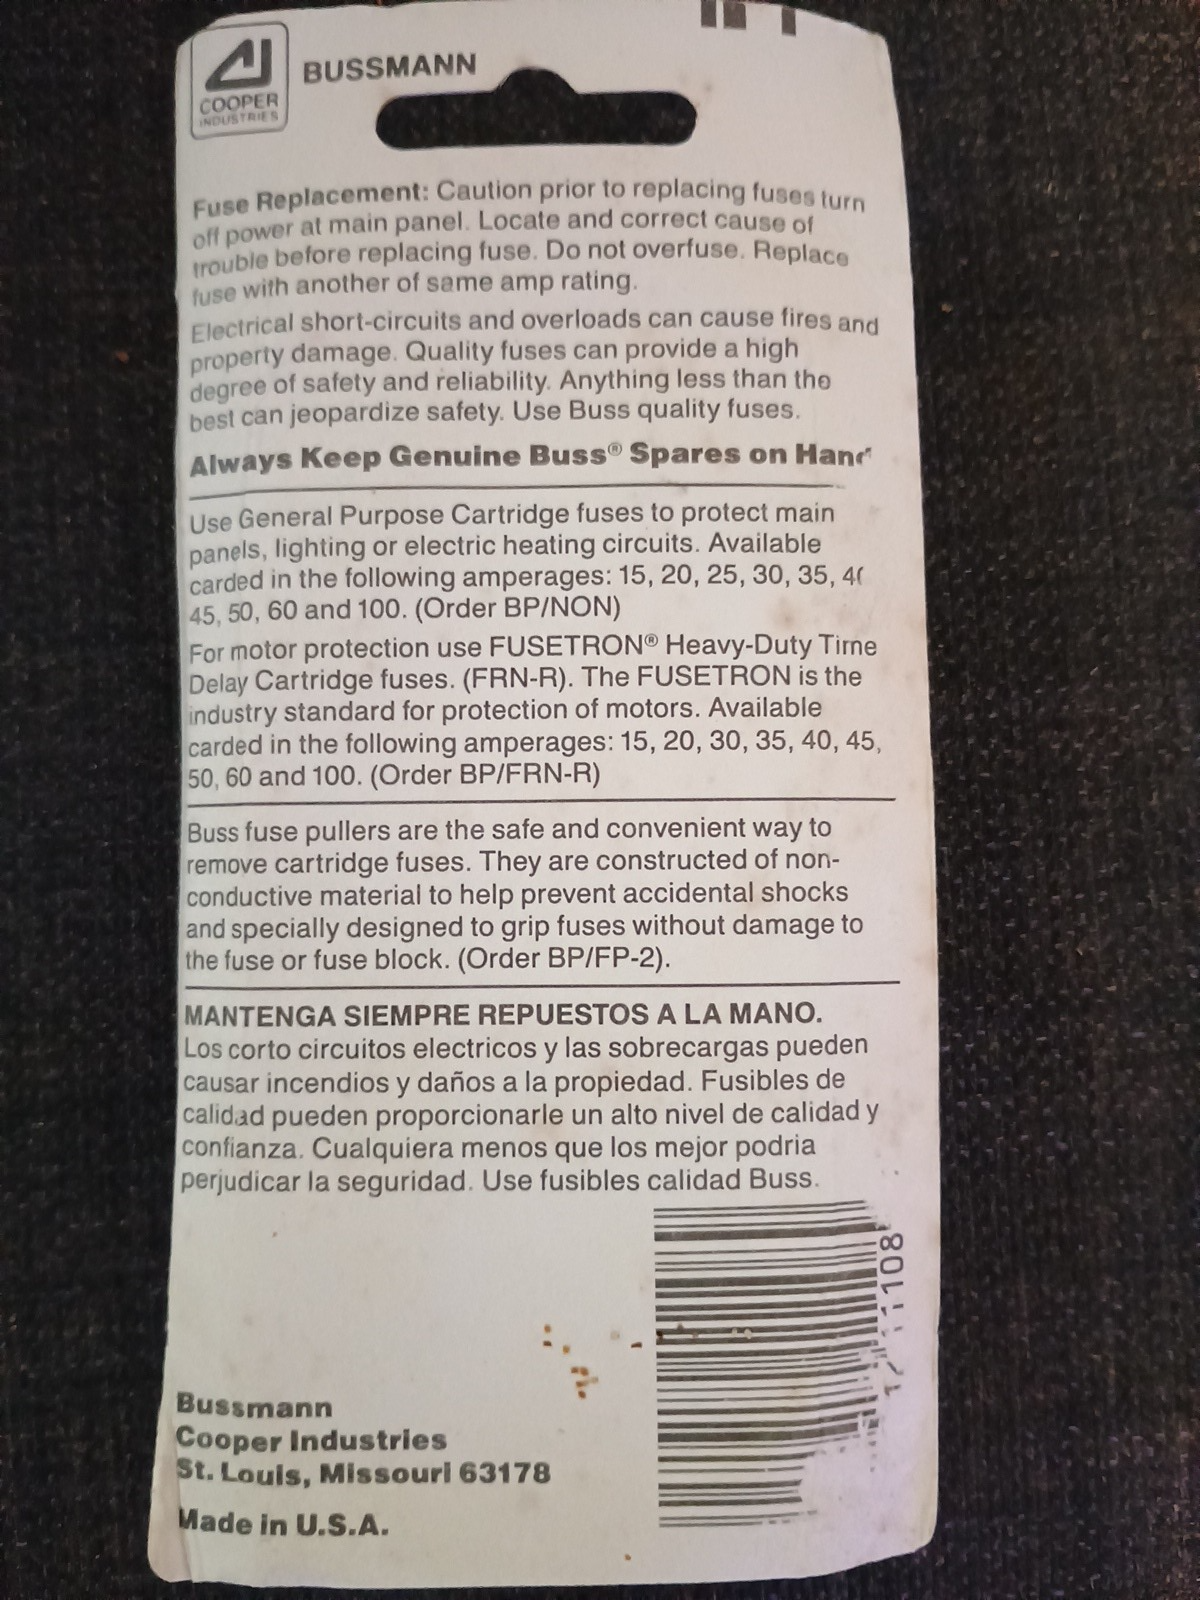 COOPER
INDUSTRIES
BUSSMANN
Fuse Replacement: Caution prior to replacing fuses turn
off power at main panel. Locate and correct cause of
trouble before replacing fuse. Do not overfuse. Replace
fuse with another of same amp rating.
Electrical short-circuits and overloads can cause fires and
property damage. Quality fuses can provide a high
degree of safety and reliability. Anything less than the
best can jeopardize safety. Use Buss quality fuses.
Always Keep Genuine Buss® Spares on Hand
Use General Purpose Cartridge fuses to protect main
panels, lighting or electric heating circuits. Available
carded in the following amperages: 15, 20, 25, 30, 35, 40
45, 50, 60 and 100. (Order BP/NON)
For motor protection use FUSETRON® Heavy-Duty Time
Delay Cartridge fuses. (FRN-R). The FUSETRON is the
industry standard for protection of motors. Available
carded in the following amperages: 15, 20, 30, 35, 40, 45,
50, 60 and 100. (Order BP/FRN-R)
Buss fuse pullers are the safe and convenient way to
remove cartridge fuses. They are constructed of non-
conductive material to help prevent accidental shocks
and specially designed to grip fuses without damage to
the fuse or fuse block. (Order BP/FP-2).
MANTENGA SIEMPRE REPUESTOS A LA MANO.
Los corto circuitos electricos y las sobrecargas pueden
causar incendios y daños a la propiedad. Fusibles de
calidad pueden proporcionarle un alto nivel de calidad y
confianza. Cualquiera menos que los mejor podria
perjudicar la seguridad. Use fusibles calidad Buss.
Bussmann
Cooper Industries
St. Louis, Missouri 63178
Made in U.S.A.